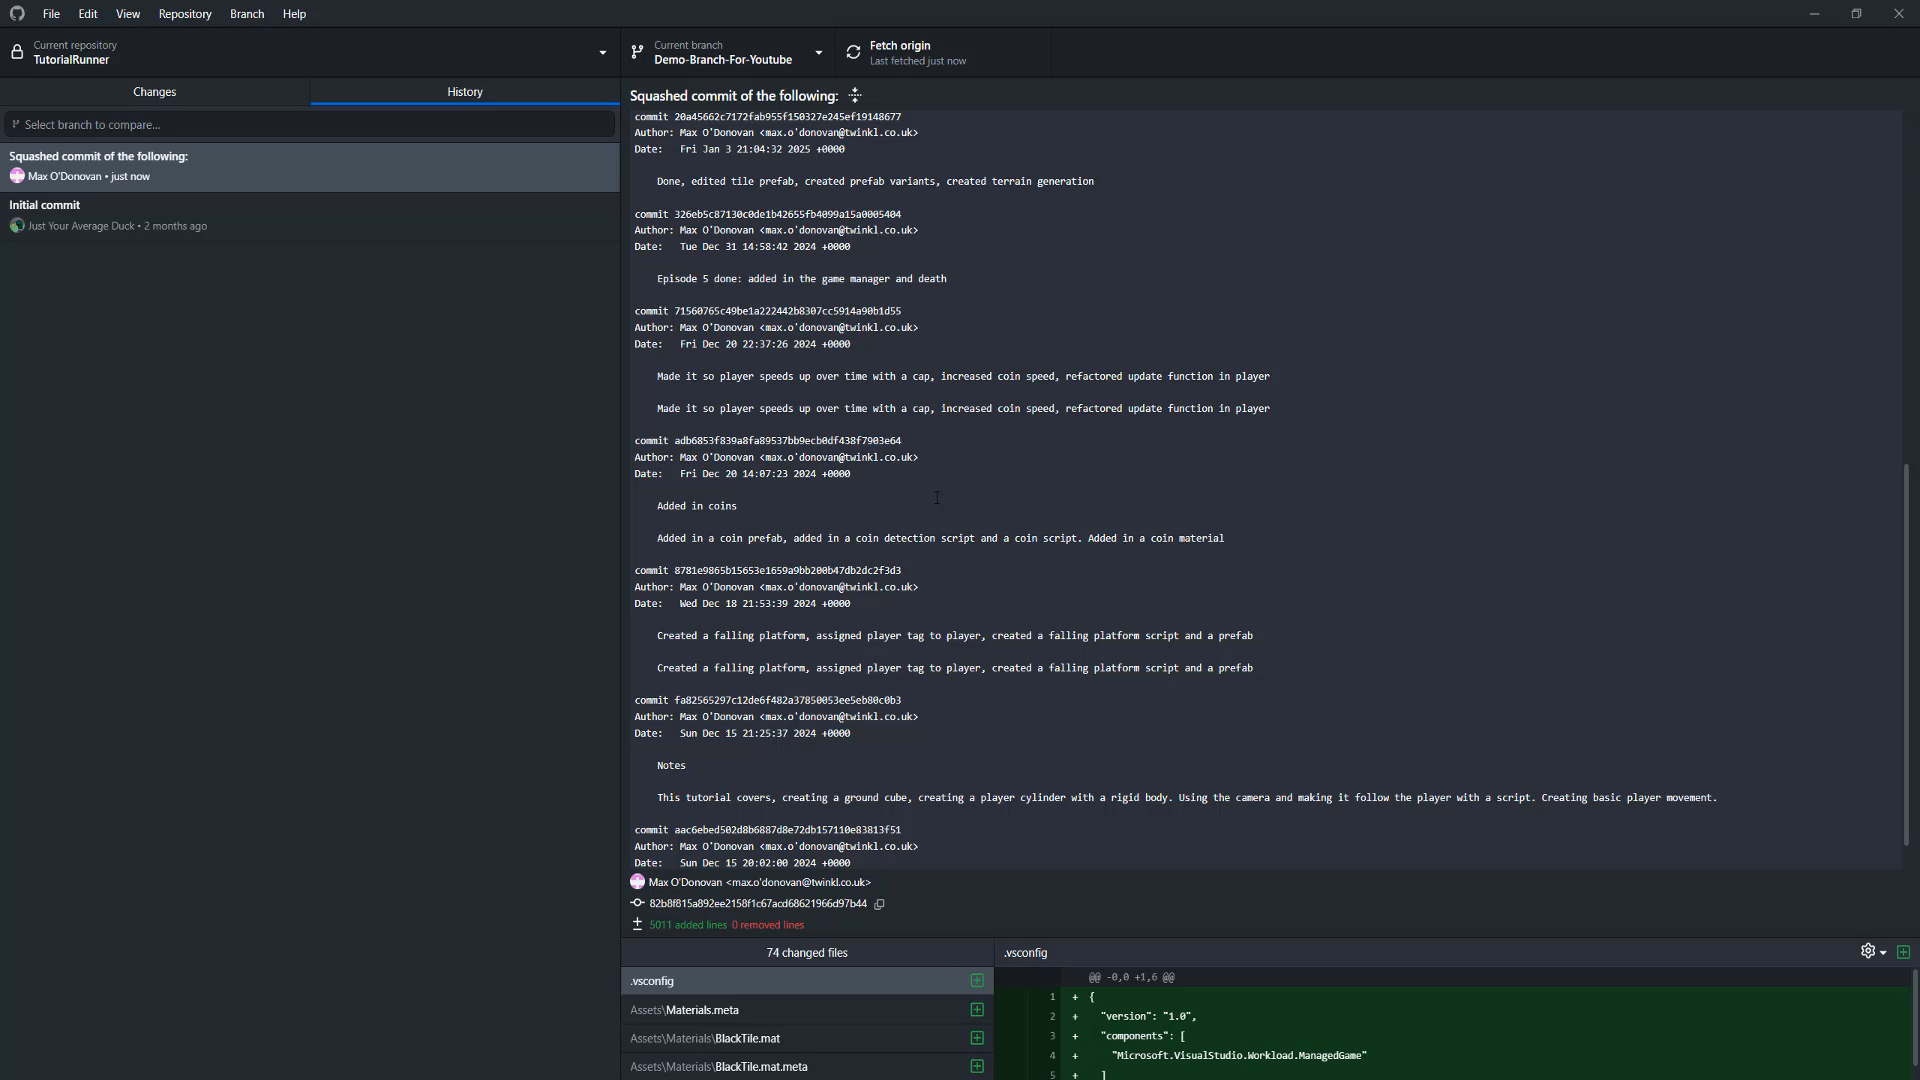 File Edit View Repository Branch Help
Current repository
TutorialRunner
Current branch
Demo-Branch-For-Youtube
Fetch origin
Last fetched just now
Changes
History
Select branch to compare...
Squashed commit of the following:
Max O'Donovan • just now
Initial commit
Just Your Average Duck • 2 months ago
Squashed commit of the following:
commit 20a45662c7172fab955f150327e245ef19148677
Author: Max O'Donovan <max.o'donovan@twinkl.co.uk>
Date: Fri Jan 3 21:04:32 2025 +0000
Done, edited tile prefab, created prefab variants, created terrain generation
commit 326eb5c87130c0de1b42655fb4099a15a0005404
Author: Max O'Donovan <max.o'donovan@twinkl.co.uk>
Date: Tue Dec 31 14:58:42 2024 +0000
Episode 5 done: added in the game manager and death
commit 71560765c49be1a222442b8307cc5914a90b1d55
Author: Max O'Donovan <max.o'donovan@twinkl.co.uk>
Date: Fri Dec 20 22:37:26 2024 +0000
Made it so player speeds up over time with a cap, increased coin speed, refactored update function in player
Made it so player speeds up over time with a cap, increased coin speed, refactored update function in player
commit adb6853f839a8fa89537bb9ecb0df438f7903e64
Author: Max O'Donovan <max.o'donovan@twinkl.co.uk>
Date: Fri Dec 20 14:07:23 2024 +0000
Added in coins
Added in a coin prefab, added in a coin detection script and a coin script. Added in a coin material
commit 8781e9865b15653e1659a9bb200b47db2dc2f3d3
Author: Max O'Donovan <max.o'donovan@twinkl.co.uk>
Date: Wed Dec 18 21:53:39 2024 +0000
Created a falling platform, assigned player tag to player, created a falling platform script and a prefab
Created a falling platform, assigned player tag to player, created a falling platform script and a prefab
commit fa82565297c12de6f482a37850053ee5eb80c0b3
Author: Max O'Donovan <max.o'donovan@twinkl.co.uk>
Date: Sun Dec 15 21:25:37 2024 +0000
Notes
This tutorial covers, creating a ground cube, creating a player cylinder with a rigid body. Using the camera and making it follow the player with a script. Creating basic player movement.
commit aac6ebed502d8b6887d8e72db157110e83813f51
Author: Max O'Donovan <max.o'donovan@twinkl.co.uk>
Date: Sun Dec 15 20:02:00 2024 +0000
Max O'Donovan <max.o'donovan@twinkl.co.uk>
82b8f815a892ee2158f1c67acd68621966d97b44
5011 added lines 0 removed lines
74 changed files
.vsconfig
Assets\Materials.meta
Assets\Materials\BlackTile.mat
Assets\Materials\BlackTile.mat.meta
.vsconfig
@@ -0,0 +1,6 @@
1 + {
2 + "version": "1.0",
3 + "components": [
4 + "Microsoft.VisualStudio.Workload.ManagedGame"
5 + ]